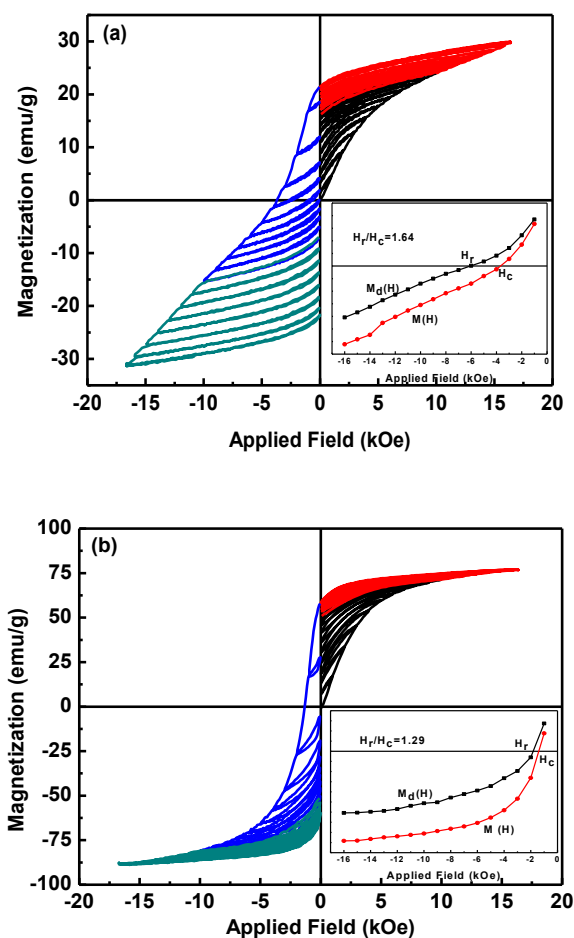 (a)
30
20
10
0
-10
-20
-30
Magnetization (emu/g)
-20 -15 -10 -5 0 5 10 15 20
Applied Field (kOe)
H_r/H_c=1.64
H_r
H_c
M_d(H)
M(H)
-16 -14 -12 -10 -8 -6 -4 -2 0
Applied Field (kOe)
(b)
100
75
50
25
0
-25
-50
-75
-100
Magnetization (emu/g)
-20 -15 -10 -5 0 5 10 15 20
Applied Field (kOe)
H_r/H_c=1.29
H_r
H_c
M_d(H)
M (H)
-16 -14 -12 -10 -8 -6 -4 -2 0
Applied Field (kOe)